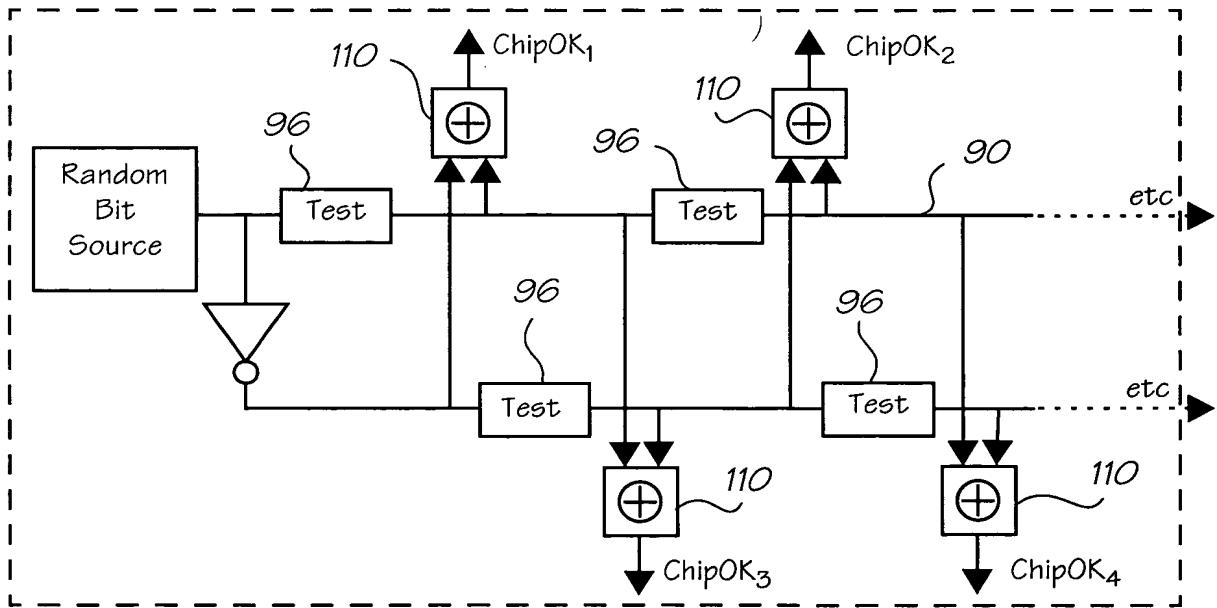 ChipOK1
ChipOK2
110
110
96
96
90
Random
Bit
Source
Test
Test
etc
96
96
Test
Test
etc
110
110
ChipOK3
ChipOK4